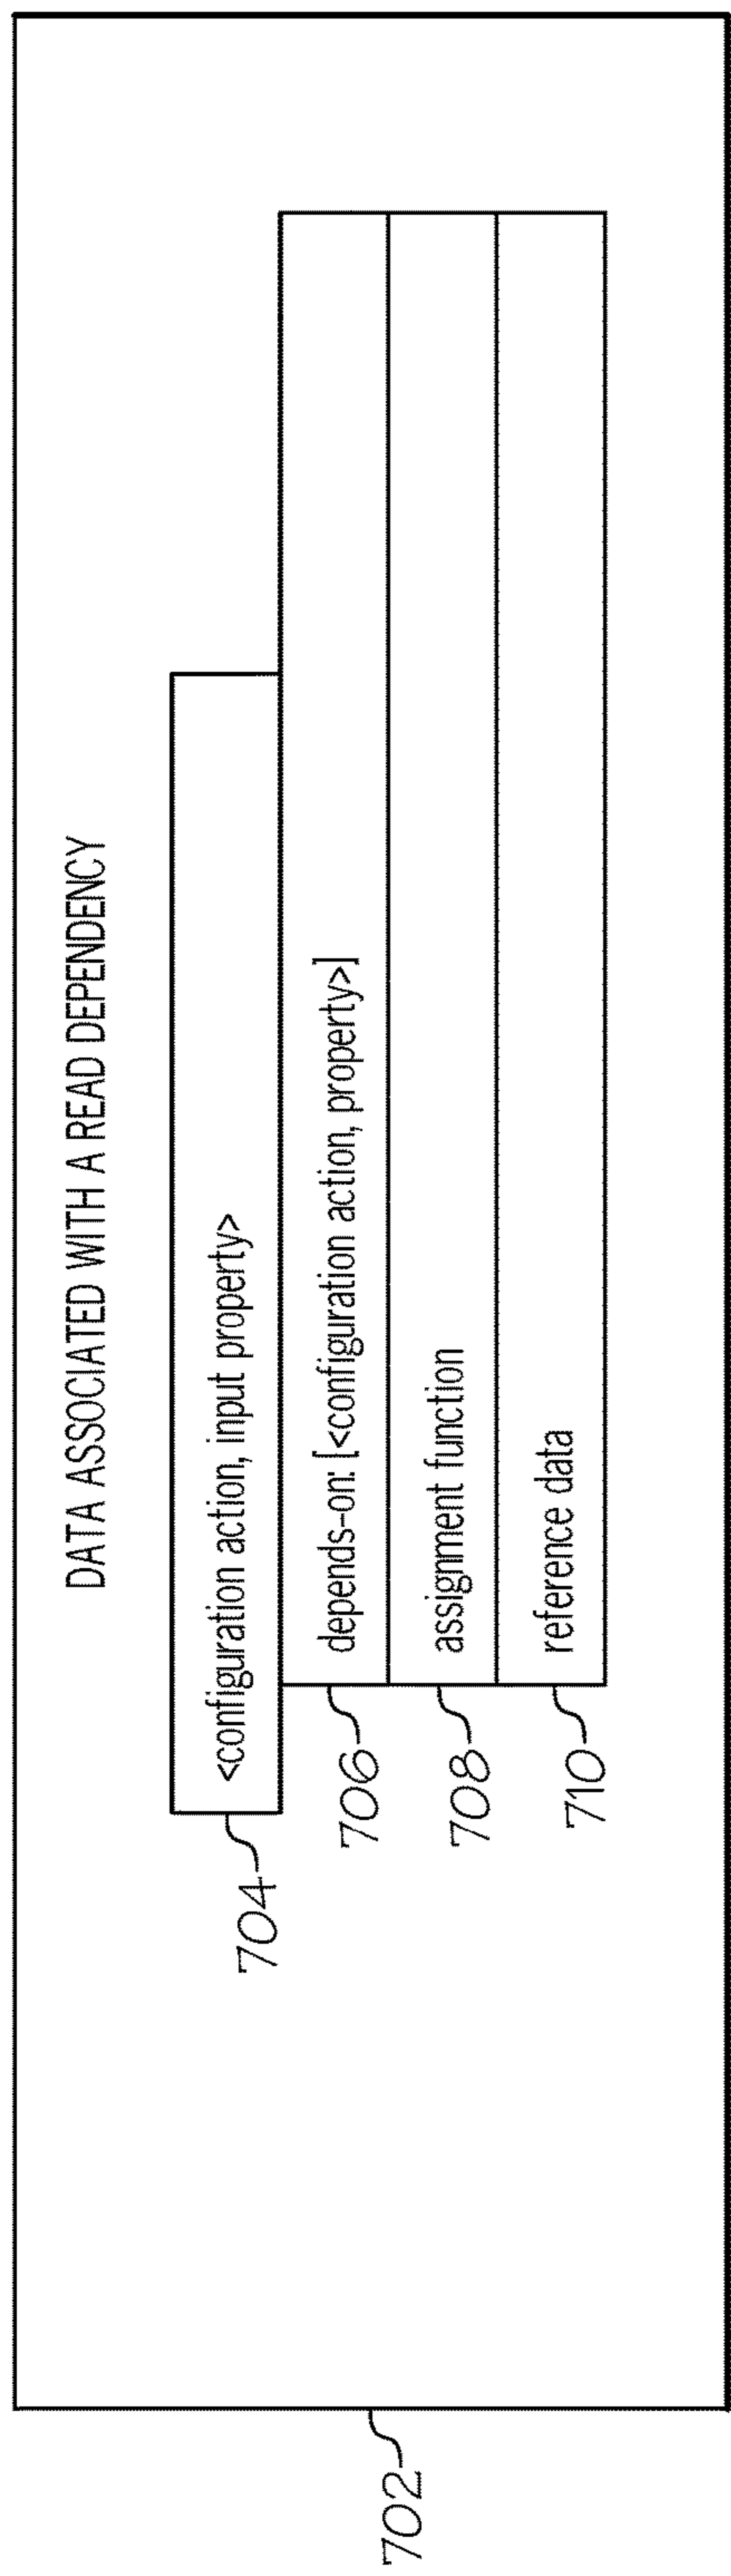 DATA ASSOCIATED WITH A READ DEPENDENCY
704
<configuration action, input property>
706
depends-on: [<configuration action, property>]
708
assignment function
710
reference data
702